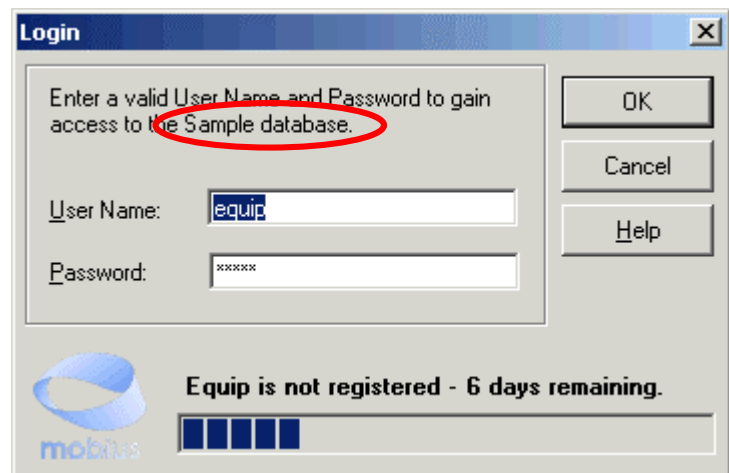 Login
Enter a valid User Name and Password to gain
access to the Sample database.
OK
Cancel
User Name:
equip
Help
Password:
*****
Equip is not registered - 6 days remaining.
mobius